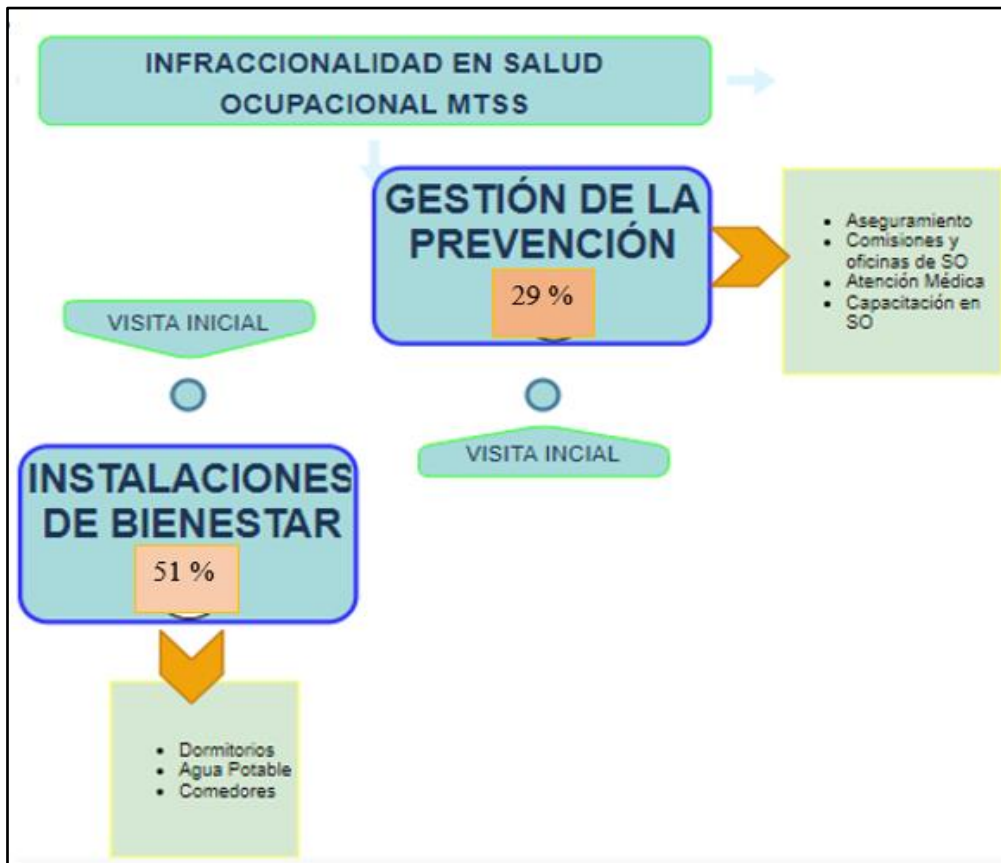 INFRACCIONALIDAD EN SALUD
OCUPACIONAL MTSS
GESTIÓN DE LA
PREVENCIÓN
29 %
• Aseguramiento
• Comisiones y
oficinas de SO
• Atención Médica
• Capacitación en
SO
VISITA INICIAL
VISITA INCIAL
INSTALACIONES
DE BIENESTAR
51 %
• Dormitorios
• Agua Potable
• Comedores